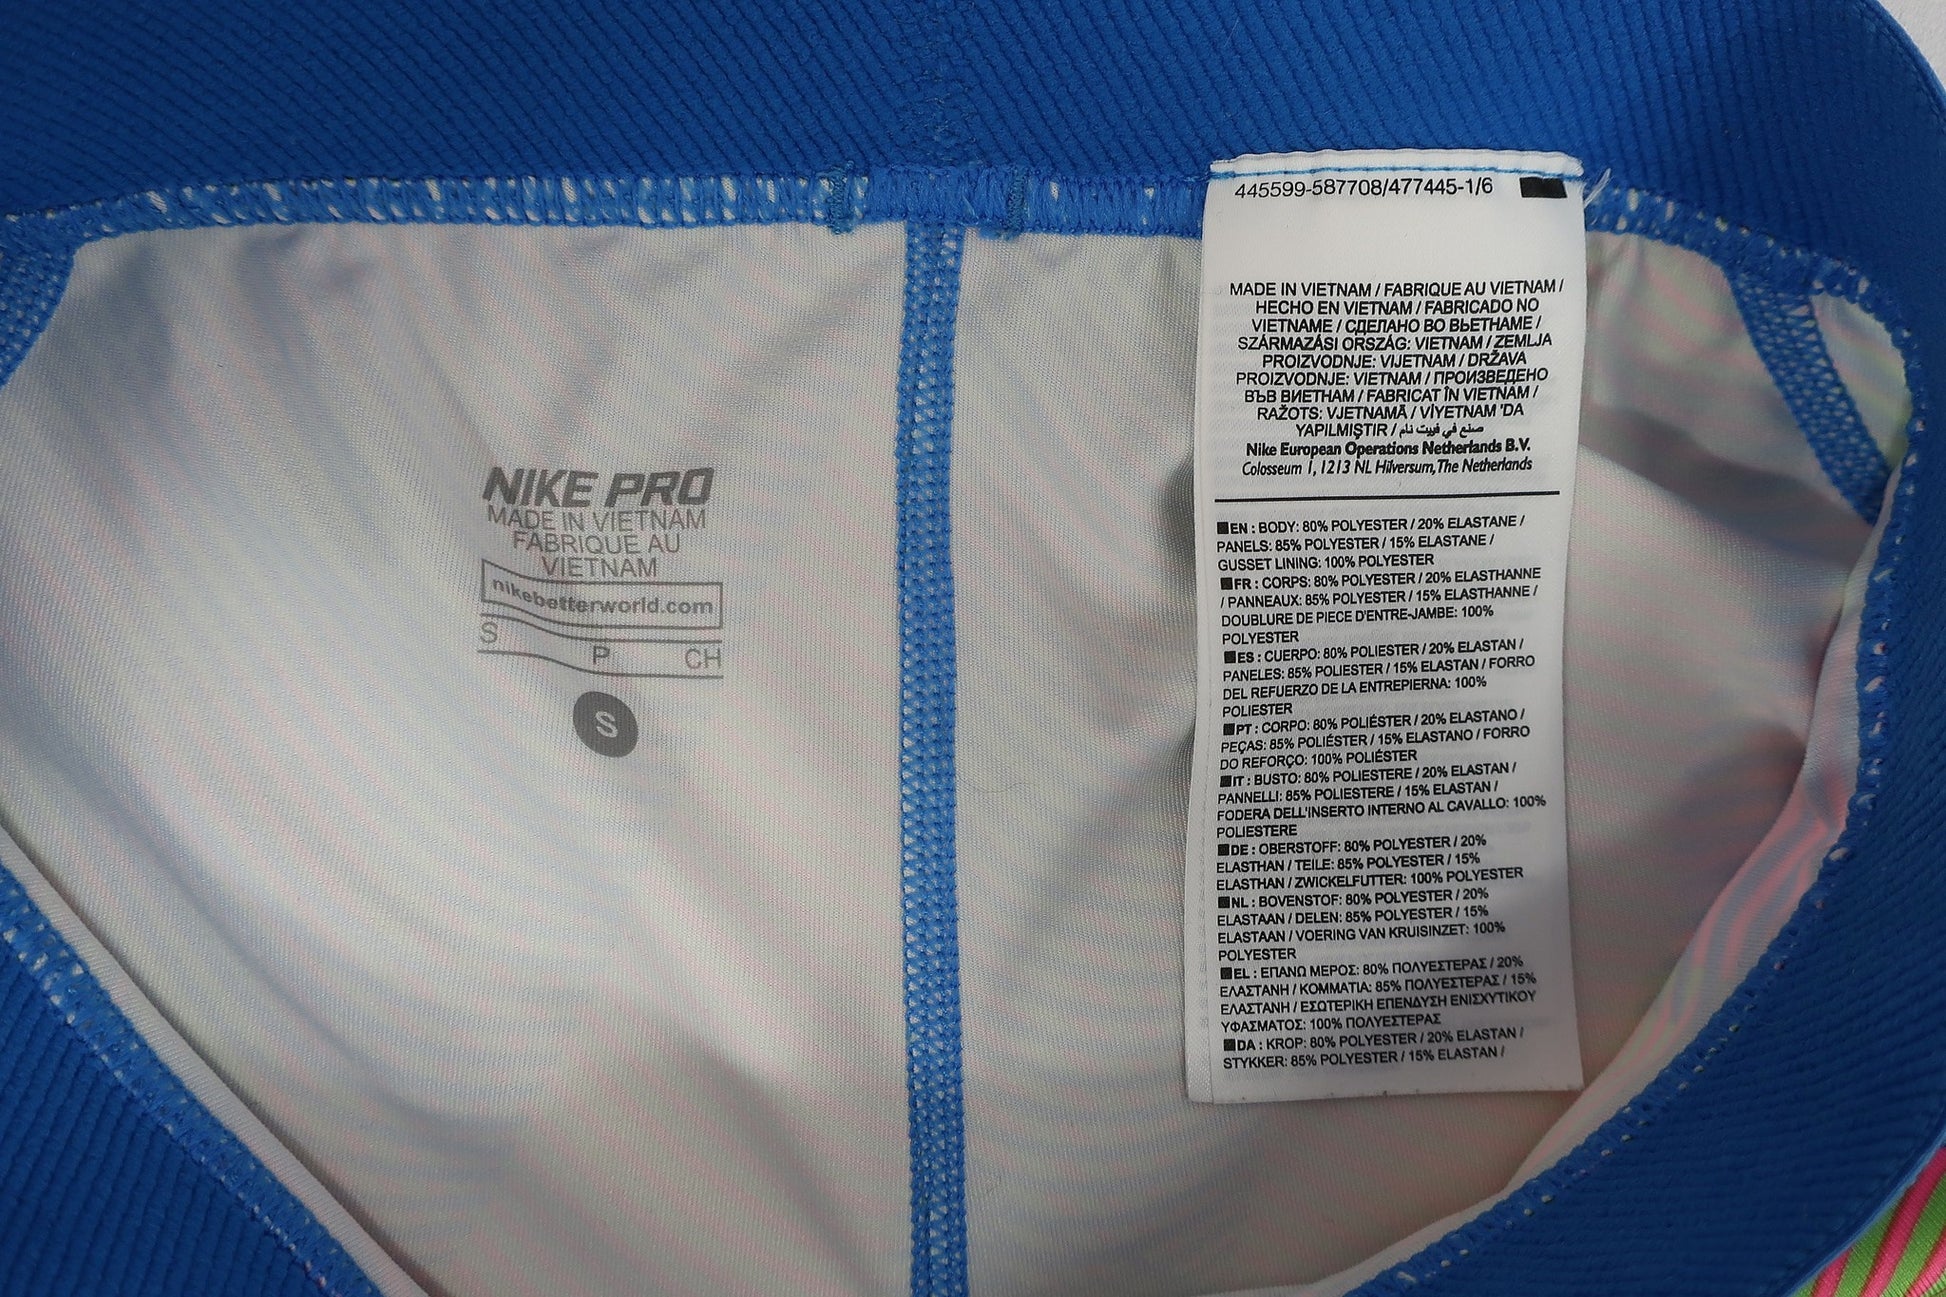 NIKE PRO
MADE IN VIETNAM
FABRIQUE AU
VIETNAM
nikebetterworld.com
S P CH
S
445599-587708/477445-1/6
MADE IN VIETNAM / FABRIQUE AU VIETNAM /
HECHO EN VIETNAM / FABRICADO NO
VIETNAME / СДЕЛАНО ВО ВЬЕТНАМЕ /
SZÁRMAZÁSI ORSZÁG: VIETNAM / ZEMLJA
PROIZVODNJE: VIJETNAM / DRŽAVA
PROIZVODNJE: VIETNAM / ПРОИЗВЕДЕНО
ВЪВ ВИЕТНАМ / FABRICAT ÎN VIETNAM /
RAŽOTS: VJETNAMĀ / VİYETNAM 'DA
YAPILMIŞTIR / صنع في فييت نام
Nike European Operations Netherlands B.V.
Colosseum 1, 1213 NL Hilversum, The Netherlands
EN : BODY: 80% POLYESTER / 20% ELASTANE /
PANELS: 85% POLYESTER / 15% ELASTANE /
GUSSET LINING: 100% POLYESTER
FR : CORPS: 80% POLYESTER / 20% ELASTHANNE
/ PANNEAUX: 85% POLYESTER / 15% ELASTHANNE /
DOUBLURE DE PIECE D'ENTRE-JAMBE: 100%
POLYESTER
ES : CUERPO: 80% POLIESTER / 20% ELASTAN /
PANELES: 85% POLIESTER / 15% ELASTAN / FORRO
DEL REFUERZO DE LA ENTREPIERNA: 100%
POLIESTER
PT : CORPO: 80% POLIÉSTER / 20% ELASTANO /
PEÇAS: 85% POLIÉSTER / 15% ELASTANO / FORRO
DO REFORÇO: 100% POLIÉSTER
IT : BUSTO: 80% POLIESTERE / 20% ELASTAN /
PANNELLI: 85% POLIESTERE / 15% ELASTAN /
FODERA DELL'INSERTO INTERNO AL CAVALLO: 100%
POLIESTERE
DE : OBERSTOFF: 80% POLYESTER / 20%
ELASTHAN / TEILE: 85% POLYESTER / 15%
ELASTHAN / ZWICKELFUTTER: 100% POLYESTER
NL : BOVENSTOF: 80% POLYESTER / 20%
ELASTAAN / DELEN: 85% POLYESTER / 15%
ELASTAAN / VOERING VAN KRUISINZET: 100%
POLYESTER
EL : ΕΠΑΝΩ ΜΕΡΟΣ: 80% ΠΟΛΥΕΣΤΕΡΑΣ / 20%
ΕΛΑΣΤΑΝΗ / ΚΟΜΜΑΤΙΑ: 85% ΠΟΛΥΕΣΤΕΡΑΣ / 15%
ΕΛΑΣΤΑΝΗ / ΕΣΩΤΕΡΙΚΗ ΕΠΕΝΔΥΣΗ ΕΝΙΣΧΥΤΙΚΟΥ
ΥΦΑΣΜΑΤΟΣ: 100% ΠΟΛΥΕΣΤΕΡΑΣ
DA : KROP: 80% POLYESTER / 20% ELASTAN /
STYKKER: 85% POLYESTER / 15% ELASTAN /